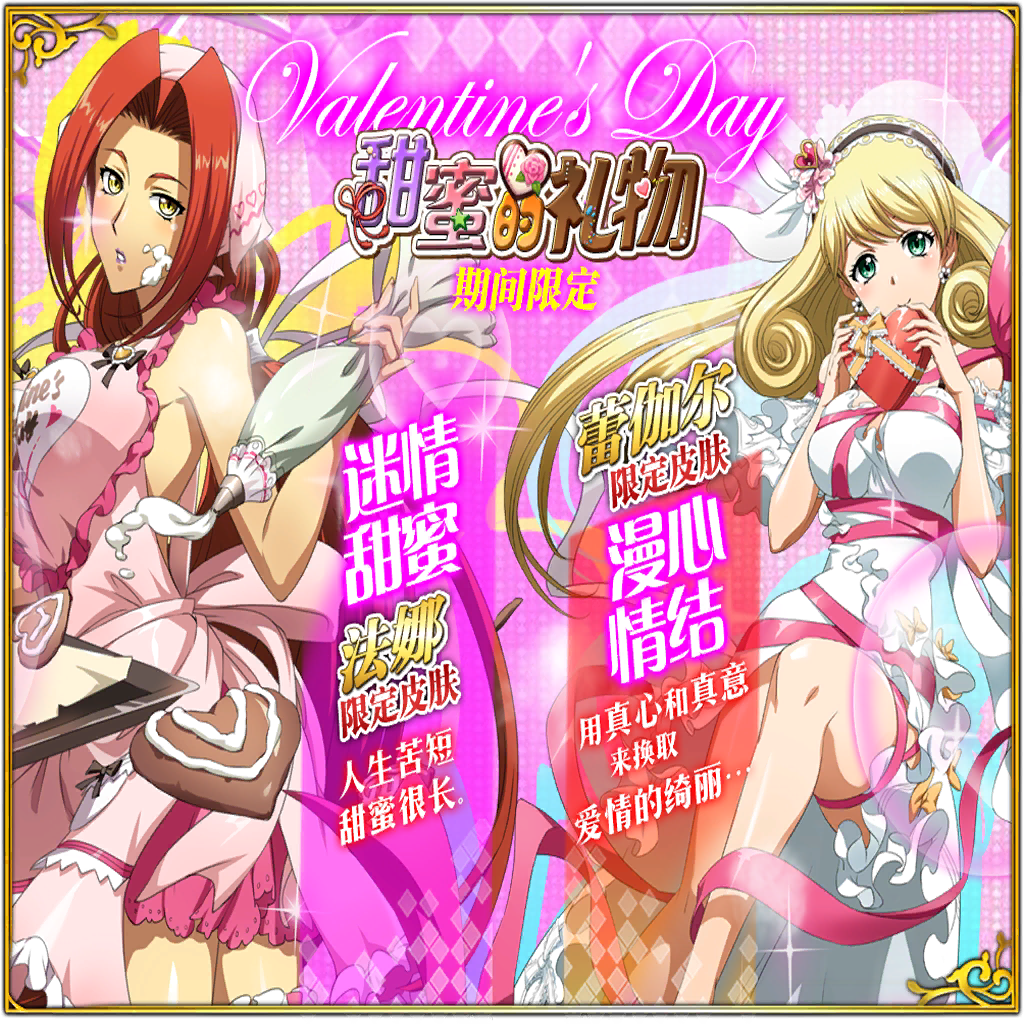 Valentine's Day
甜蜜的礼物
期间限定
迷情
甜蜜
法娜
限定皮肤
人生苦短
甜蜜很长。
蕾伽尔
限定皮肤
漫心
情结
用真心和真意
来换取
爱情的绮丽…